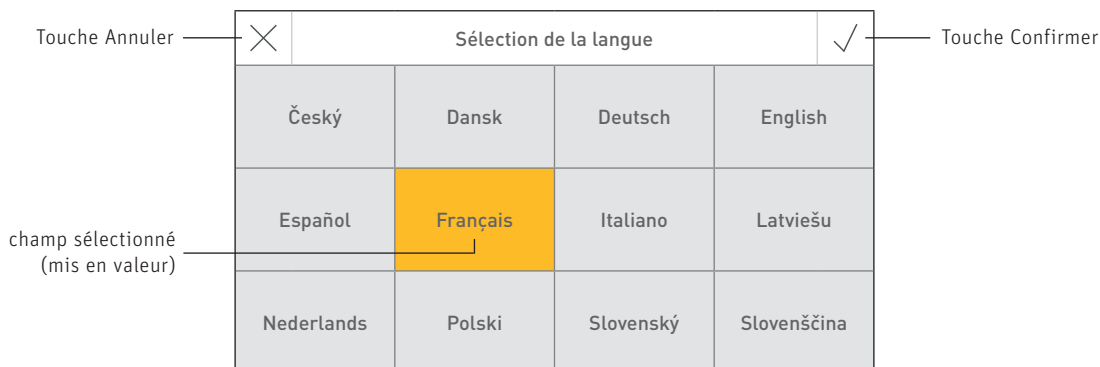 Touche Annuler
Sélection de la langue
Touche Confirmer
Český
Dansk
Deutsch
English
Español
Français
Italiano
Latviešu
champ sélectionné
(mis en valeur)
Nederlands
Polski
Slovenský
Slovenščina